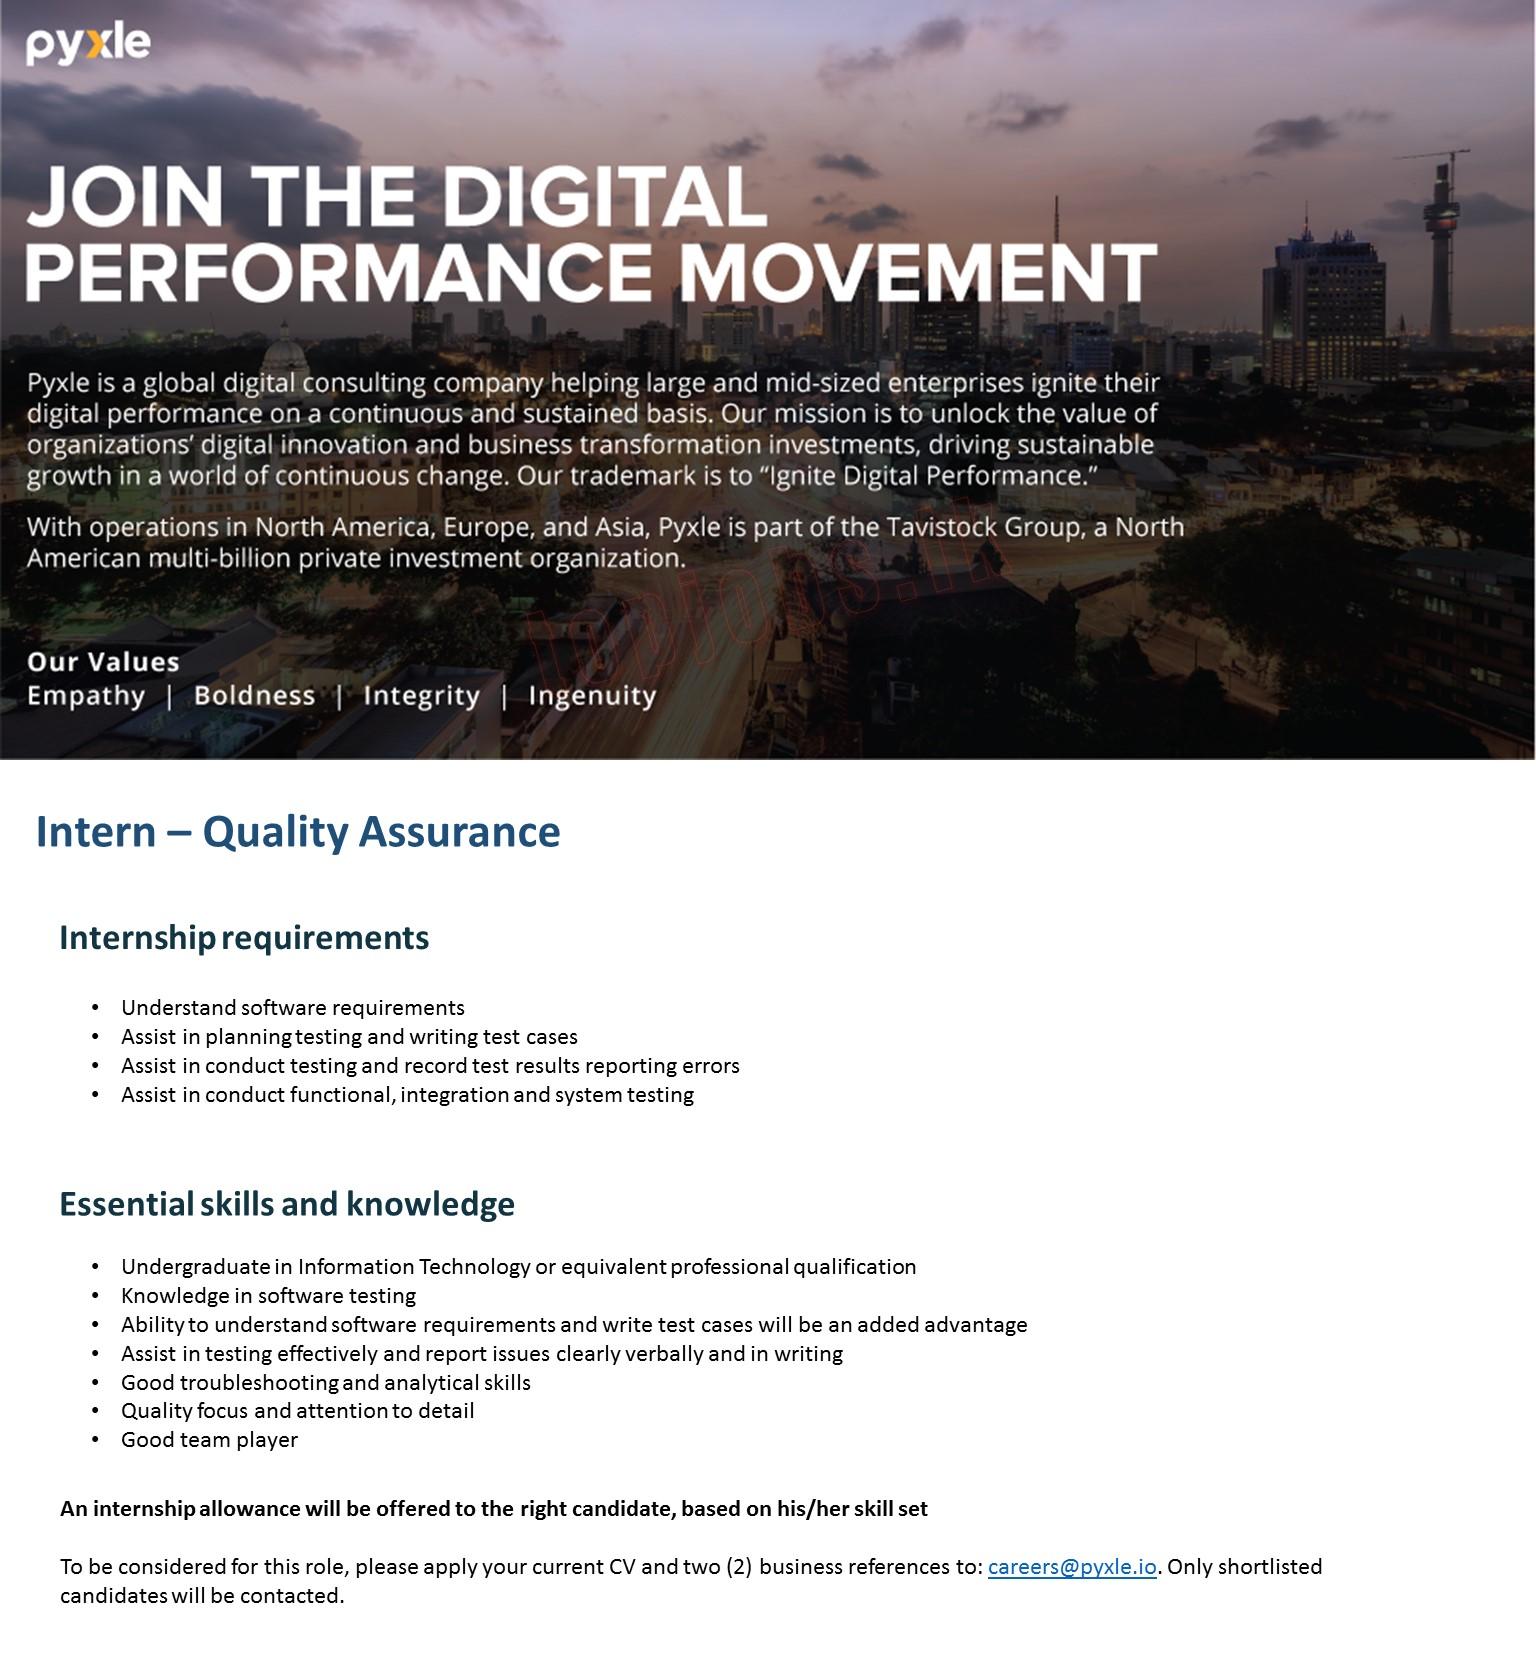 pyxle
JOIN THE DIGITAL
PERFORMANCE MOVEMENT
Pyxle is a global digital consulting company helping large and mid-sized enterprises ignite their
digital performance on a continuous and sustained basis. Our mission is to unlock the value of
organizations’ digital innovation and business transformation investments, driving sustainable
growth in a world of continuous change. Our trademark is to “Ignite Digital Performance.”
With operations in North America, Europe, and Asia, Pyxle is part of the Tavistock Group, a North
American multi-billion private investment organization.
topjobs.lk
Our Values
Empathy | Boldness | Integrity | Ingenuity
Intern – Quality Assurance
Internship requirements
• Understand software requirements
• Assist in planning testing and writing test cases
• Assist in conduct testing and record test results reporting errors
• Assist in conduct functional, integration and system testing
Essential skills and knowledge
• Undergraduate in Information Technology or equivalent professional qualification
• Knowledge in software testing
• Ability to understand software requirements and write test cases will be an added advantage
• Assist in testing effectively and report issues clearly verbally and in writing
• Good troubleshooting and analytical skills
• Quality focus and attention to detail
• Good team player
An internship allowance will be offered to the right candidate, based on his/her skill set
To be considered for this role, please apply your current CV and two (2) business references to: careers@pyxle.io. Only shortlisted
candidates will be contacted.